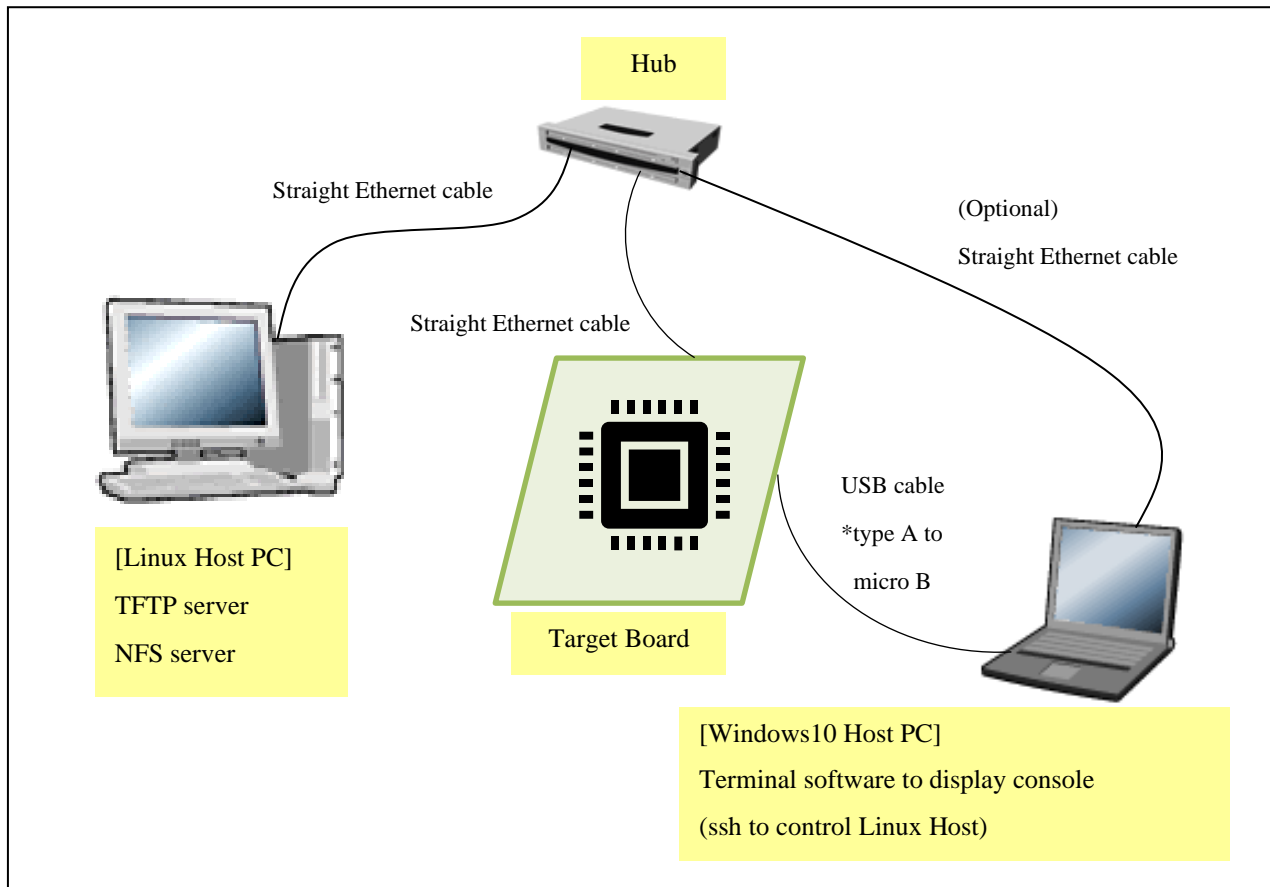 Hub
Straight Ethernet cable
(Optional)
Straight Ethernet cable
Straight Ethernet cable
USB cable
*type A to
micro B
[Linux Host PC]
TFTP server
NFS server
Target Board
[Windows10 Host PC]
Terminal software to display console
(ssh to control Linux Host)